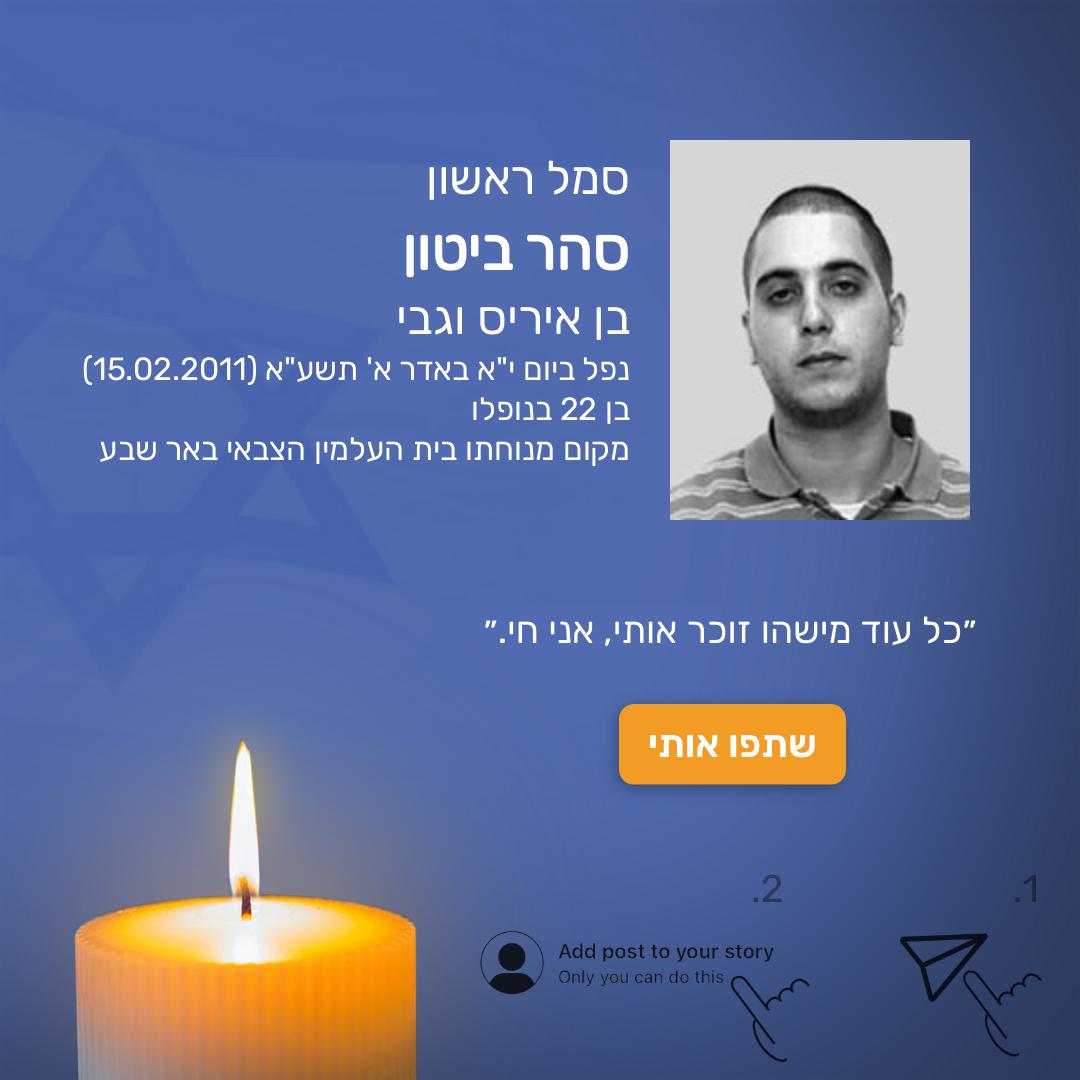 סמל ראשון
סהר ביטון
בן איריס וגבי
נפל ביום י"א באדר א' תשע"א (15.02.2011)
בן 22 בנופלו
מקום מנוחתו בית העלמין הצבאי באר שבע
״כל עוד מישהו זוכר אותי, אני חי.״
שתפו אותי
1.
2.
Add post to your story
Only you can do this